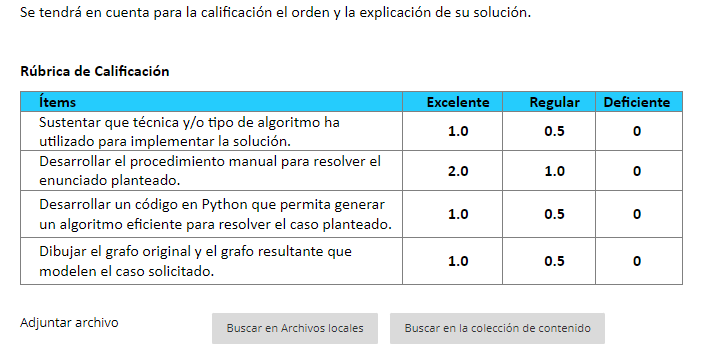 Se tendrá en cuenta para la calificación el orden y la explicación de su solución.
Rúbrica de Calificación
Ítems Excelente Regular Deficiente
Sustentar que técnica y/o tipo de algoritmo ha
utilizado para implementar la solución. 1.0 0.5 0
Desarrollar el procedimiento manual para resolver el
enunciado planteado. 2.0 1.0 0
Desarrollar un código en Python que permita generar
un algoritmo eficiente para resolver el caso planteado. 1.0 0.5 0
Dibujar el grafo original y el grafo resultante que
modelen el caso solicitado. 1.0 0.5 0
Adjuntar archivo Buscar en Archivos locales Buscar en la colección de contenido